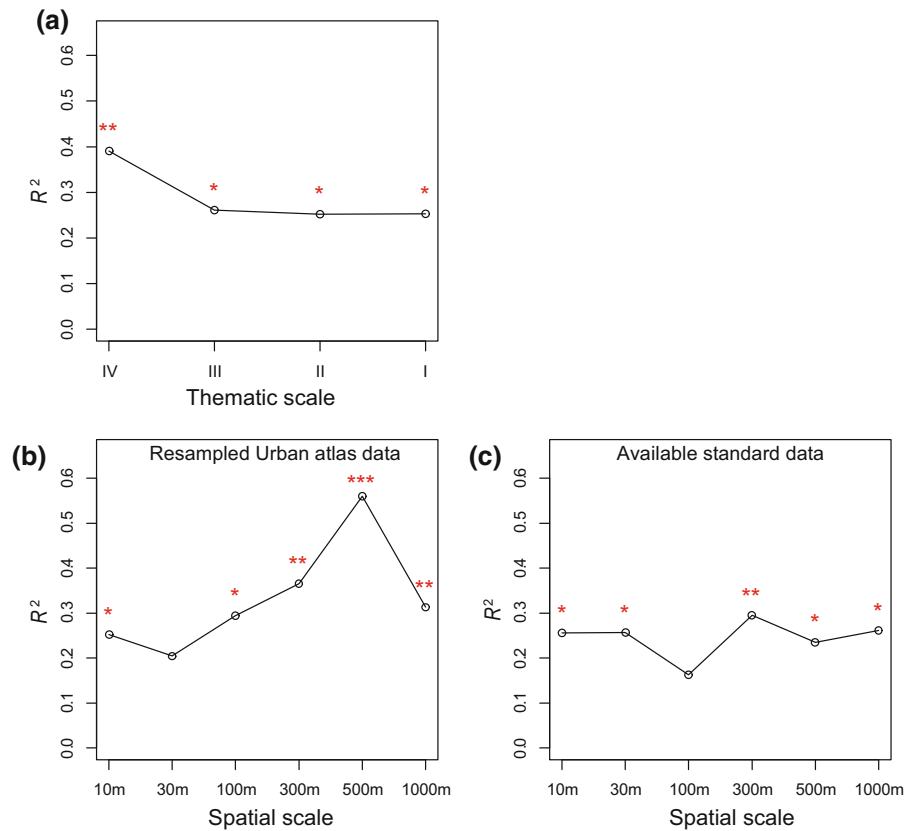 (a)
R²
0.6
0.5
0.4
0.3
0.2
0.1
0.0
** * * *
IV III II I
Thematic scale
(b)
Resampled Urban atlas data
R²
0.6
0.5
0.4
0.3
0.2
0.1
0.0
* * ** *** **
10m 30m 100m 300m 500m 1000m
Spatial scale
(c)
Available standard data
R²
0.6
0.5
0.4
0.3
0.2
0.1
0.0
* * ** * *
10m 30m 100m 300m 500m 1000m
Spatial scale